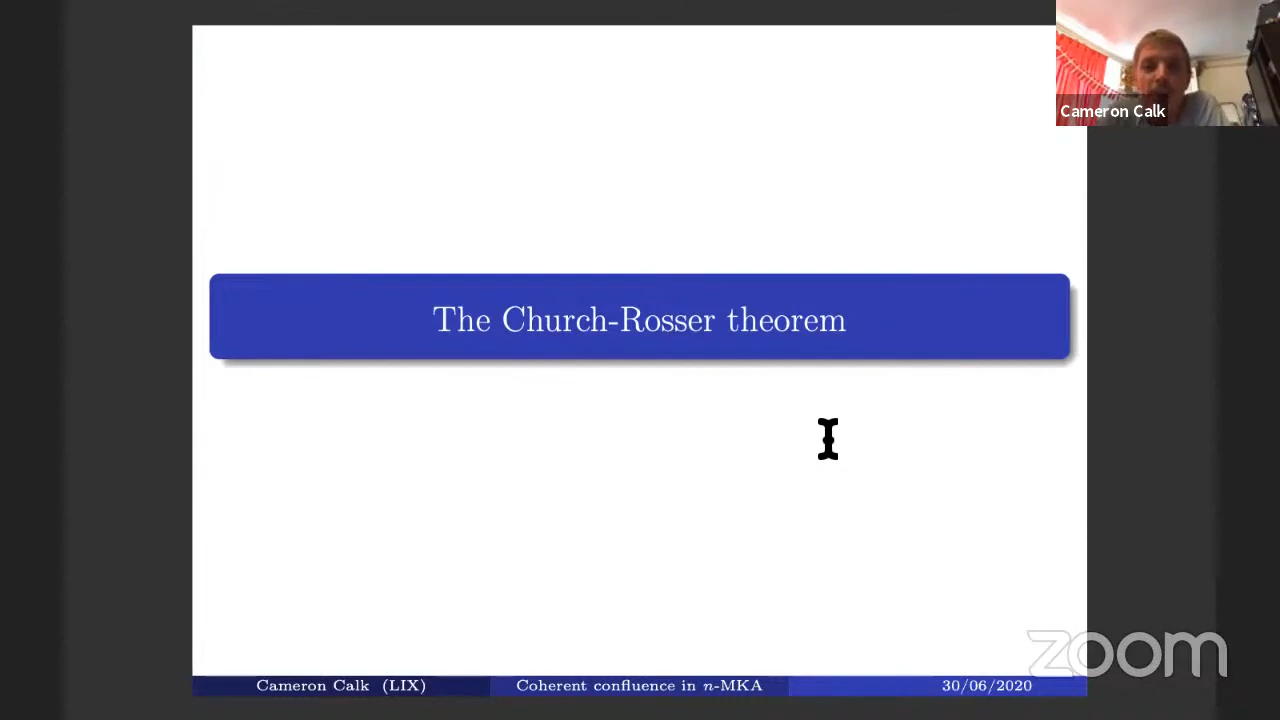 Cameron Calk
The Church-Rosser theorem
zoom
Cameron Calk (LIX) Coherent confluence in n-MKA 30/06/2020